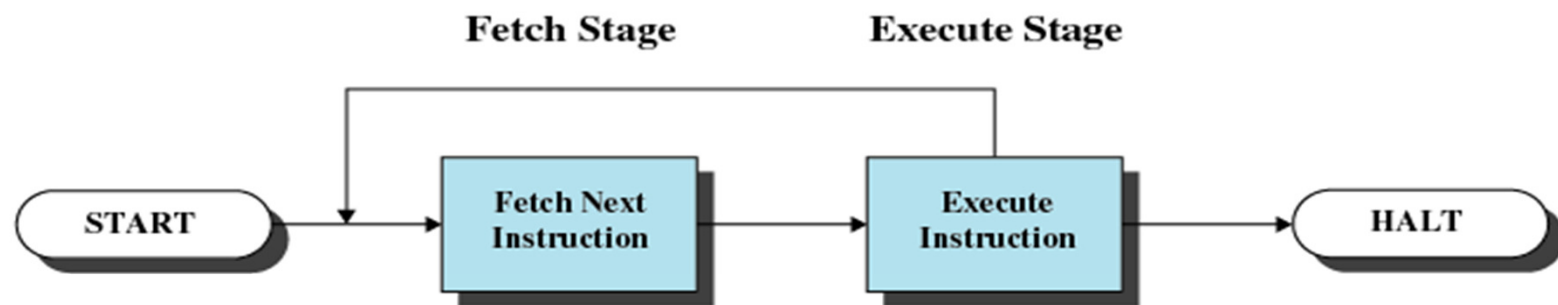 Fetch Stage
Execute Stage
START
Fetch Next
Instruction
Execute
Instruction
HALT